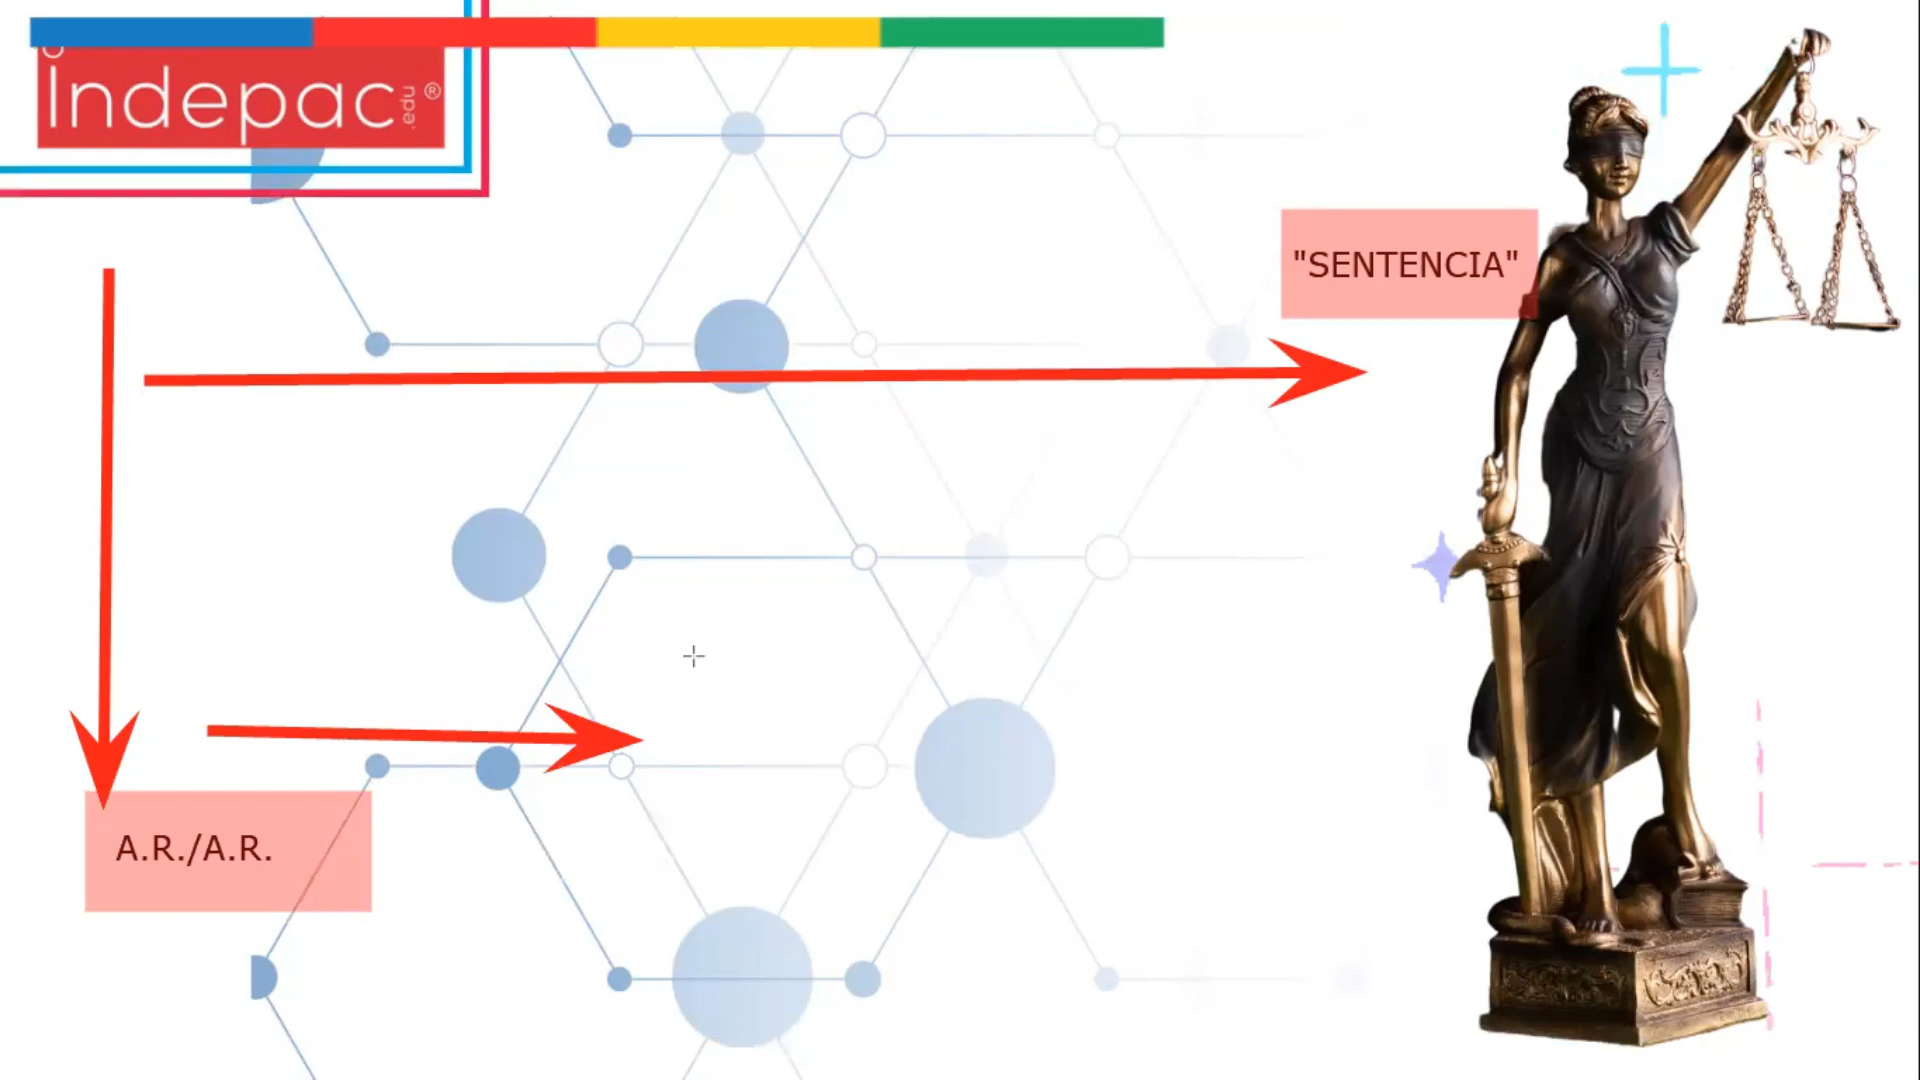 indepac
.edu
®
"SENTENCIA"
A.R./A.R.